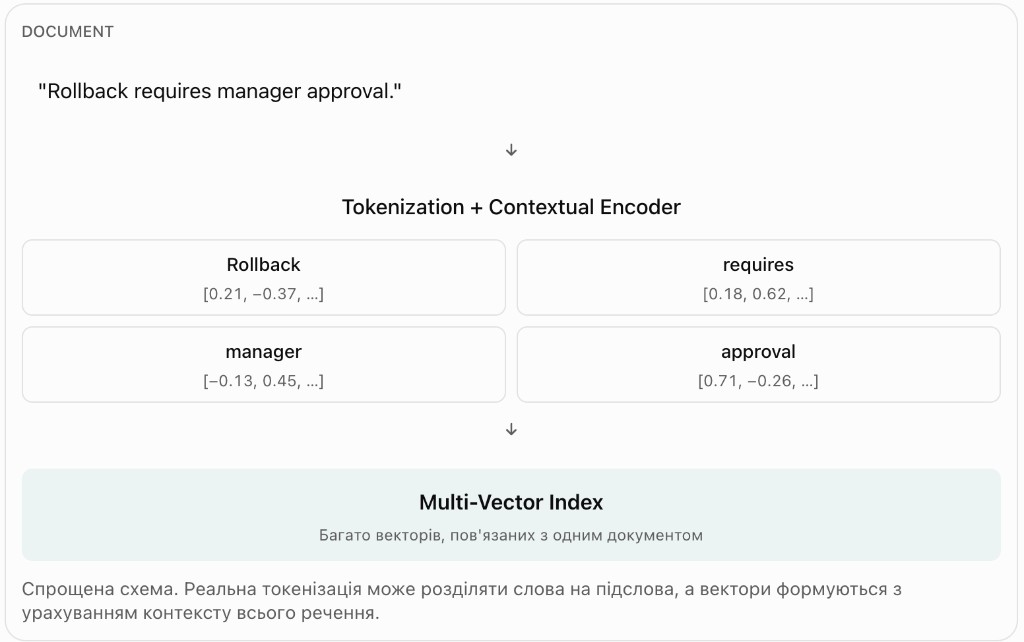 DOCUMENT
"Rollback requires manager approval."
↓
Tokenization + Contextual Encoder
Rollback
[0.21, −0.37, ...]
requires
[0.18, 0.62, ...]
manager
[−0.13, 0.45, ...]
approval
[0.71, −0.26, ...]
↓
Multi-Vector Index
Багато векторів, пов'язаних з одним документом
Спрощена схема. Реальна токенізація може розділяти слова на підслова, а вектори формуються з
урахуванням контексту всього речення.